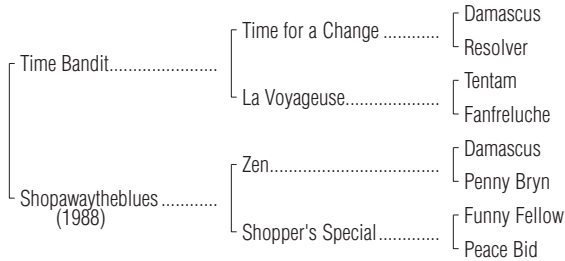 Damascus
Time for a Change ............
Resolver
Time Bandit.......................
Tentam
La Voyageuse....................
Fanfreluche
Damascus
Zen....................................
Penny Bryn
Shopawaytheblues ............
(1988)
Funny Fellow
Shopper's Special.............
Peace Bid